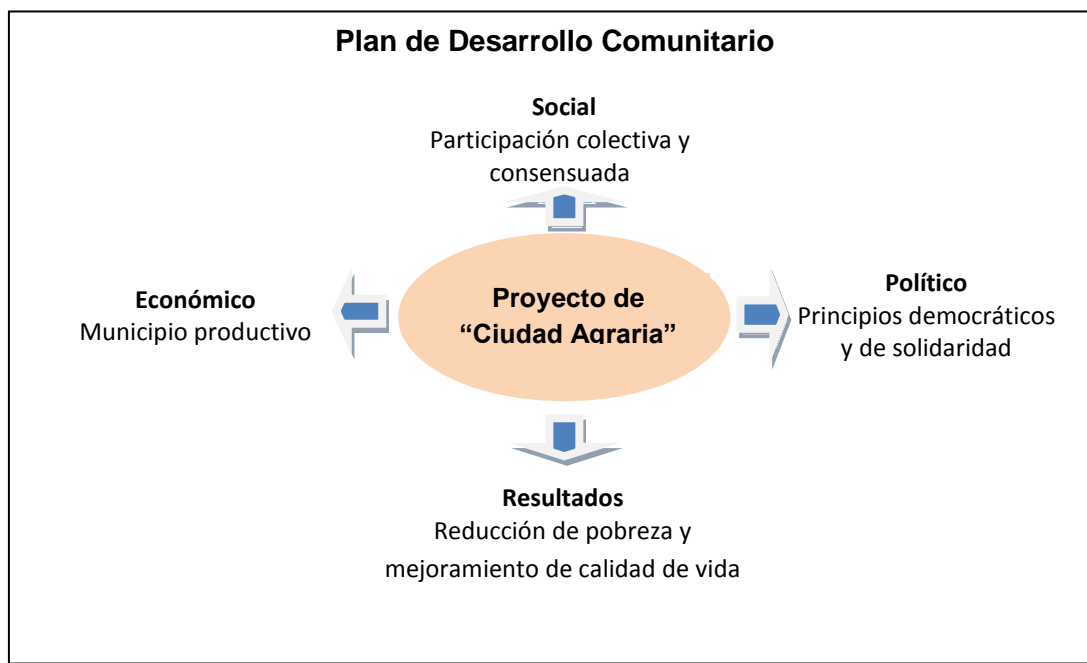 Plan de Desarrollo Comunitario
Social
Participación colectiva y
consensuada
Económico
Municipio productivo
Proyecto de
“Ciudad Agraria”
Político
Principios democráticos
y de solidaridad
Resultados
Reducción de pobreza y
mejoramiento de calidad de vida